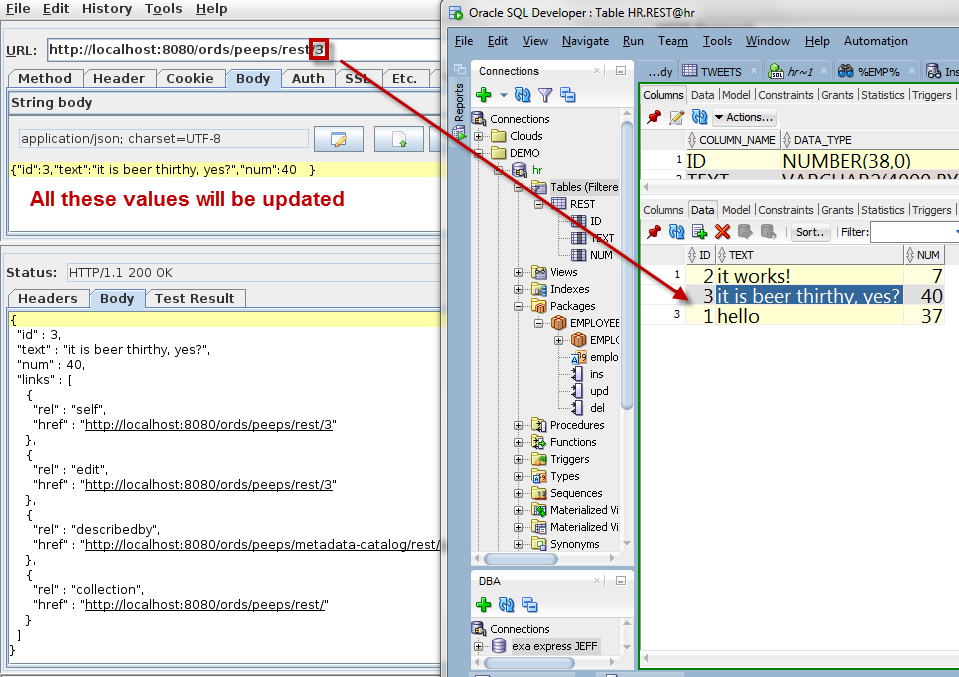 File Edit History Tools Help
URL: http://localhost:8080/ords/peeps/rest/3
Method Header Cookie Body Auth SSL Etc.
String body
application/json; charset=UTF-8
{"id":3,"text":"it is beer thirthy, yes?","num":40 }
All these values will be updated
Status: HTTP/1.1 200 OK
Headers Body Test Result
{
"id" : 3,
"text" : "it is beer thirthy, yes?",
"num" : 40,
"links" : [
{
"rel" : "self",
"href" : "http://localhost:8080/ords/peeps/rest/3"
},
{
"rel" : "edit",
"href" : "http://localhost:8080/ords/peeps/rest/3"
},
{
"rel" : "describedby",
"href" : "http://localhost:8080/ords/peeps/metadata-catalog/rest/
},
{
"rel" : "collection",
"href" : "http://localhost:8080/ords/peeps/rest/"
}
]
}
Oracle SQL Developer : Table HR.REST@hr
File Edit View Navigate Run Team Tools Window Help Automation
Reports
Connections
Connections
Clouds
DEMO
hr
Tables (Filtere
REST
ID
TEXT
NUM
Views
Indexes
Packages
EMPLOYEE
EMPLO
emplo
ins
upd
del
Procedures
Functions
Triggers
Types
Sequences
Materialized Vi
Materialized Vi
Synonyms
DBA
Connections
exa express JEFF
...dy TWEETS hr~1 %EMP% Ins
Columns Data Model Constraints Grants Statistics Triggers
Actions...
COLUMN_NAME DATA_TYPE
1 ID NUMBER(38,0)
2 TEXT VARCHAR2(4000 BY
Columns Data Model Constraints Grants Statistics Triggers
Sort.. Filter:
ID TEXT NUM
1 2 it works! 7
3 it is beer thirthy, yes? 40
3 1 hello 37